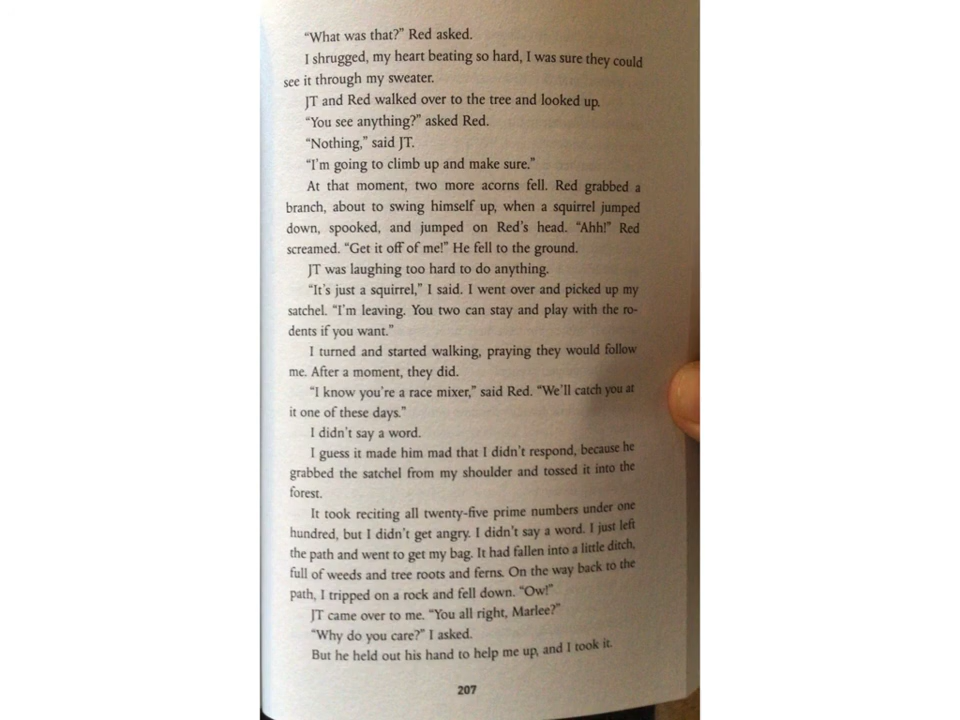 “What was that?” Red asked.
I shrugged, my heart beating so hard, I was sure they could
see it through my sweater.
JT and Red walked over to the tree and looked up.
“You see anything?” asked Red.
“Nothing,” said JT.
“I’m going to climb up and make sure.”
At that moment, two more acorns fell. Red grabbed a
branch, about to swing himself up, when a squirrel jumped
down, spooked, and jumped on Red’s head. “Ahh!” Red
screamed. “Get it off of me!” He fell to the ground.
JT was laughing too hard to do anything.
“It’s just a squirrel,” I said. I went over and picked up my
satchel. “I’m leaving. You two can stay and play with the ro-
dents if you want.”
I turned and started walking, praying they would follow
me. After a moment, they did.
“I know you’re a race mixer,” said Red. “We’ll catch you at
it one of these days.”
I didn’t say a word.
I guess it made him mad that I didn’t respond, because he
grabbed the satchel from my shoulder and tossed it into the
forest.
It took reciting all twenty-five prime numbers under one
hundred, but I didn’t get angry. I didn’t say a word. I just left
the path and went to get my bag. It had fallen into a little ditch,
full of weeds and tree roots and ferns. On the way back to the
path, I tripped on a rock and fell down. “Ow!”
JT came over to me. “You all right, Marlee?”
“Why do you care?” I asked.
But he held out his hand to help me up, and I took it.
207